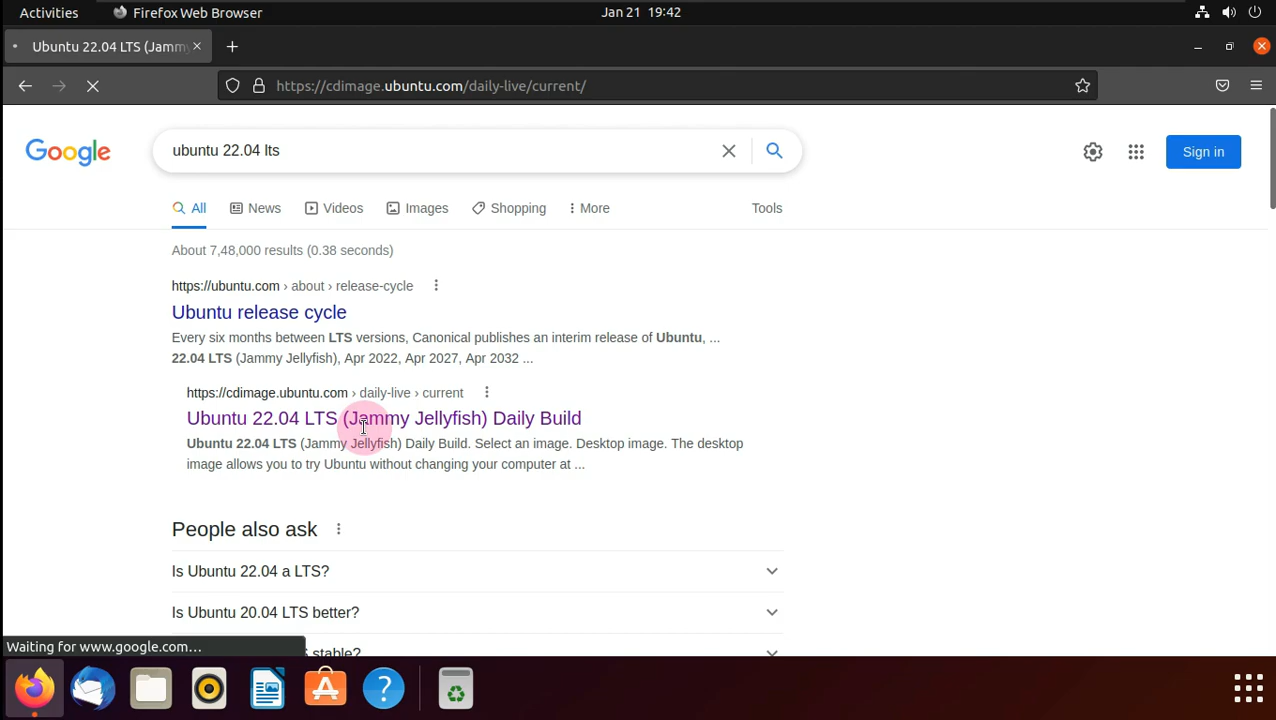 Activities
Firefox Web Browser
Jan 21 19:42
Ubuntu 22.04 LTS (Jamm
https://cdimage.ubuntu.com/daily-live/current/
Google
ubuntu 22.04 lts
Sign in
All
News
Videos
Images
Shopping
More
Tools
About 7,48,000 results (0.38 seconds)
https://ubuntu.com › about › release-cycle
Ubuntu release cycle
Every six months between LTS versions, Canonical publishes an interim release of Ubuntu, ...
22.04 LTS (Jammy Jellyfish), Apr 2022, Apr 2027, Apr 2032 ...
https://cdimage.ubuntu.com › daily-live › current
Ubuntu 22.04 LTS (Jammy Jellyfish) Daily Build
Ubuntu 22.04 LTS (Jammy Jellyfish) Daily Build. Select an image. Desktop image. The desktop
image allows you to try Ubuntu without changing your computer at ...
People also ask
Is Ubuntu 22.04 a LTS?
Is Ubuntu 20.04 LTS better?
stable?
Waiting for www.google.com...